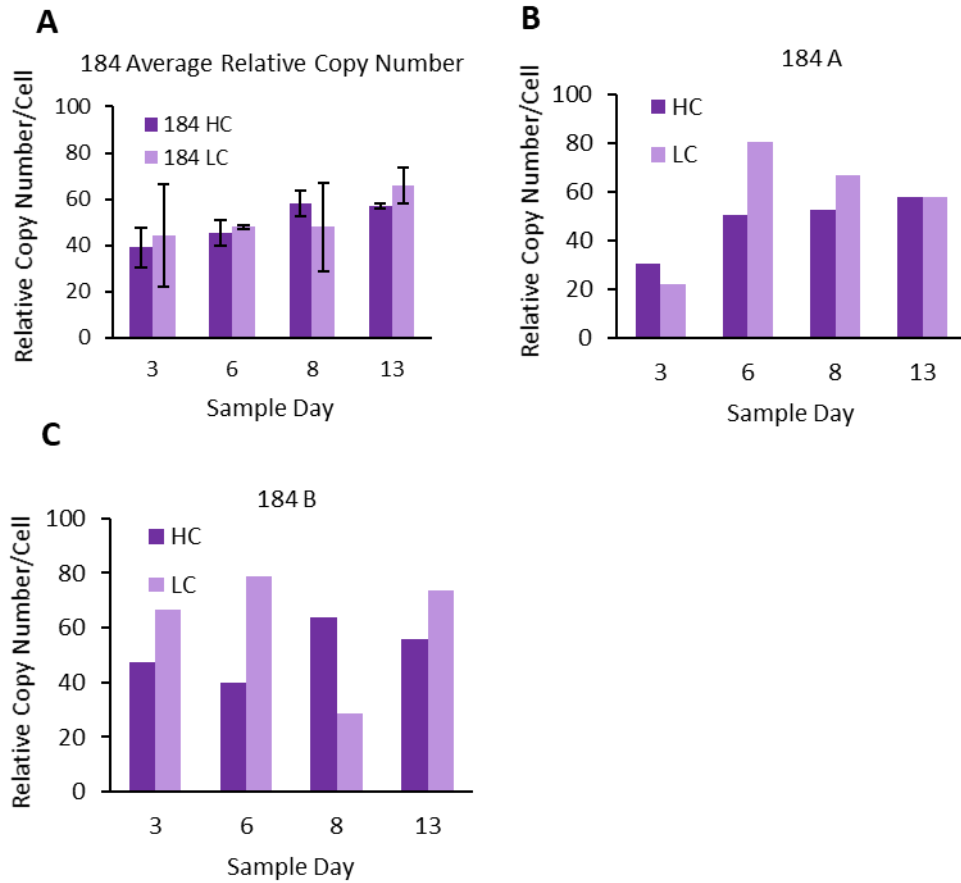 A
184 Average Relative Copy Number
Relative Copy Number/Cell
100
80
60
40
20
0
184 HC
184 LC
3 6 8 13
Sample Day
B
184 A
Relative Copy Number/Cell
100
80
60
40
20
0
HC
LC
3 6 8 13
Sample Day
C
184 B
Relative Copy Number/Cell
100
80
60
40
20
0
HC
LC
3 6 8 13
Sample Day